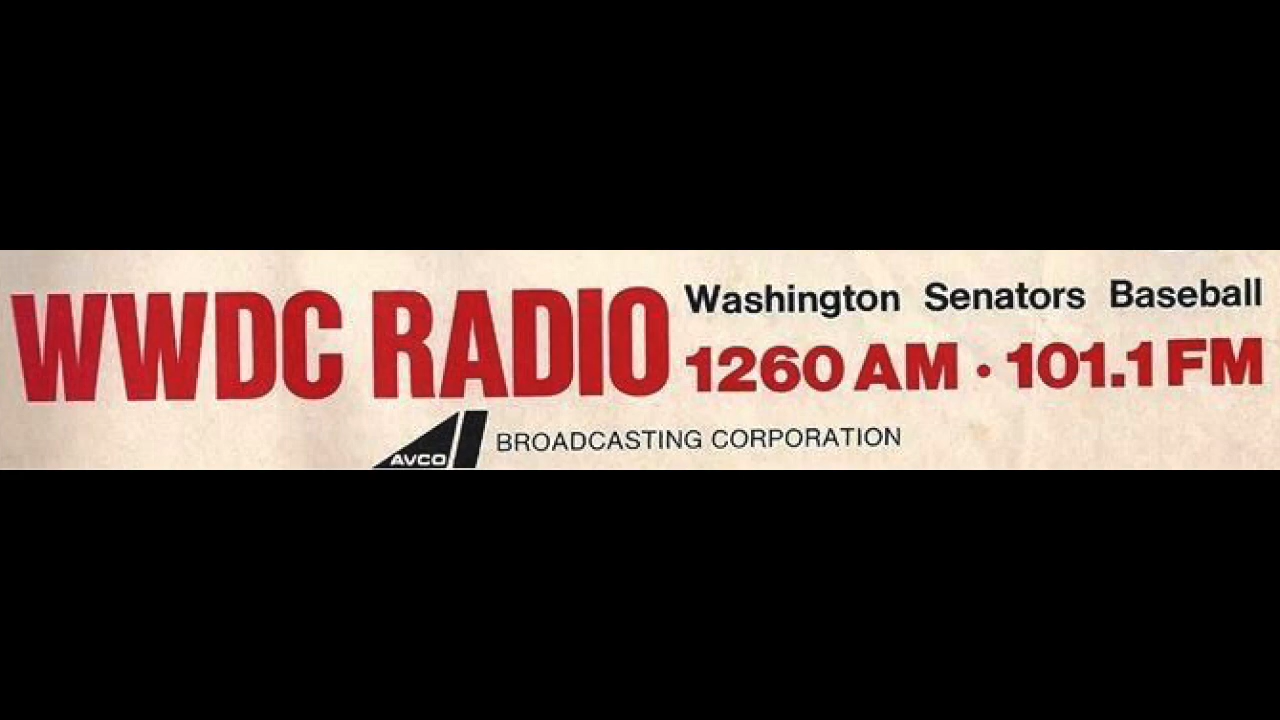 WWDC RADIO
Washington Senators Baseball
1260 AM • 101.1 FM
AVCO BROADCASTING CORPORATION